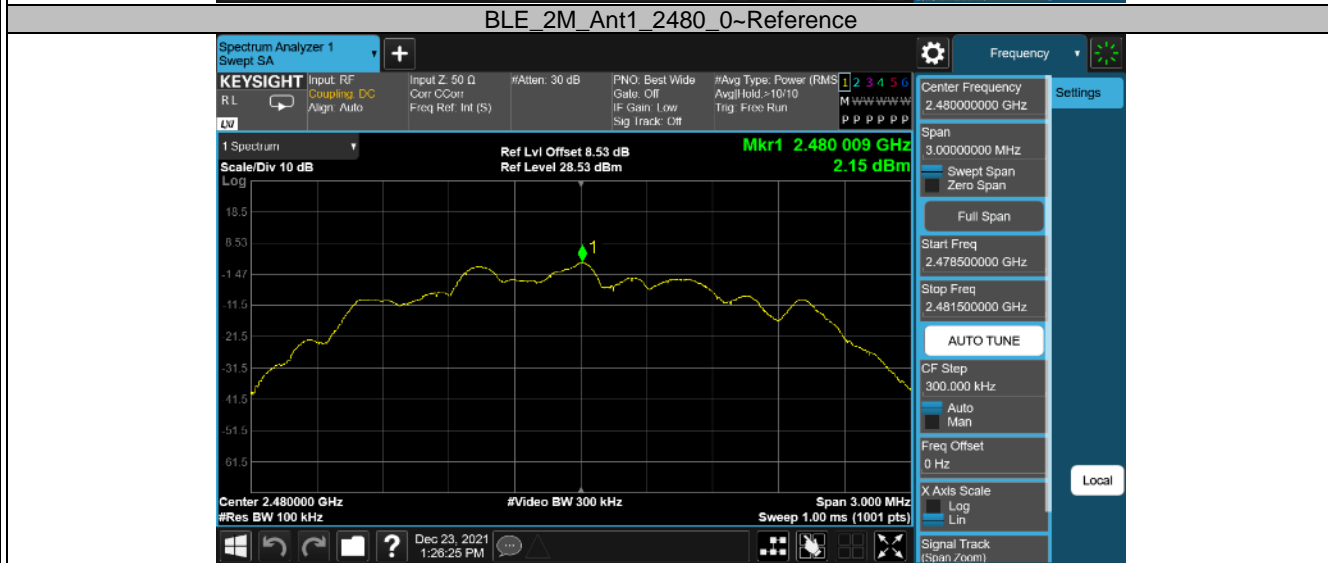 BLE_2M_Ant1_2480_0~Reference
Spectrum Analyzer 1
Swept SA
+
Frequency
KEYSIGHT
R L
LXI
Input: RF
Coupling: DC
Align: Auto
Input Z: 50 Ω
Corr CCorr
Freq Ref: Int (S)
#Atten: 30 dB
PNO: Best Wide
Gate: Off
IF Gain: Low
Sig Track: Off
#Avg Type: Power (RMS
Avg|Hold:>10/10
Trig: Free Run
1 2 3 4 5 6
M W W W W W
P P P P P P
1 Spectrum
Scale/Div 10 dB
Log
Ref Lvl Offset 8.53 dB
Ref Level 28.53 dBm
Mkr1 2.480 009 GHz
2.15 dBm
18.5
8.53
-1.47
-11.5
-21.5
-31.5
-41.5
-51.5
-61.5
1
Center 2.480000 GHz
#Res BW 100 kHz
#Video BW 300 kHz
Span 3.000 MHz
Sweep 1.00 ms (1001 pts)
Center Frequency
2.480000000 GHz
Settings
Span
3.00000000 MHz
Swept Span
Zero Span
Full Span
Start Freq
2.478500000 GHz
Stop Freq
2.481500000 GHz
AUTO TUNE
CF Step
300.000 kHz
Auto
Man
Freq Offset
0 Hz
X Axis Scale
Log
Lin
Signal Track
(Span Zoom)
Local
?
Dec 23, 2021
1:26:25 PM